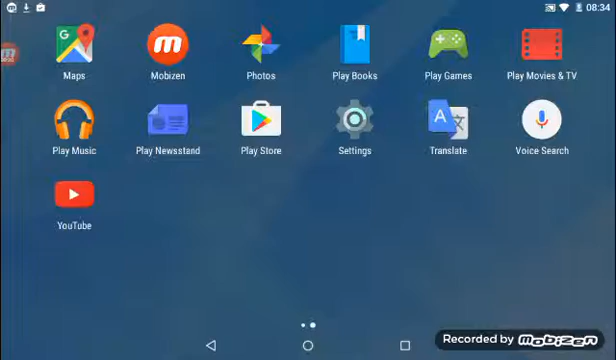 08:34
Maps
Mobizen
Photos
Play Books
Play Games
Play Movies & TV
Play Music
Play Newsstand
Play Store
Settings
Translate
Voice Search
YouTube
Recorded by mobizen